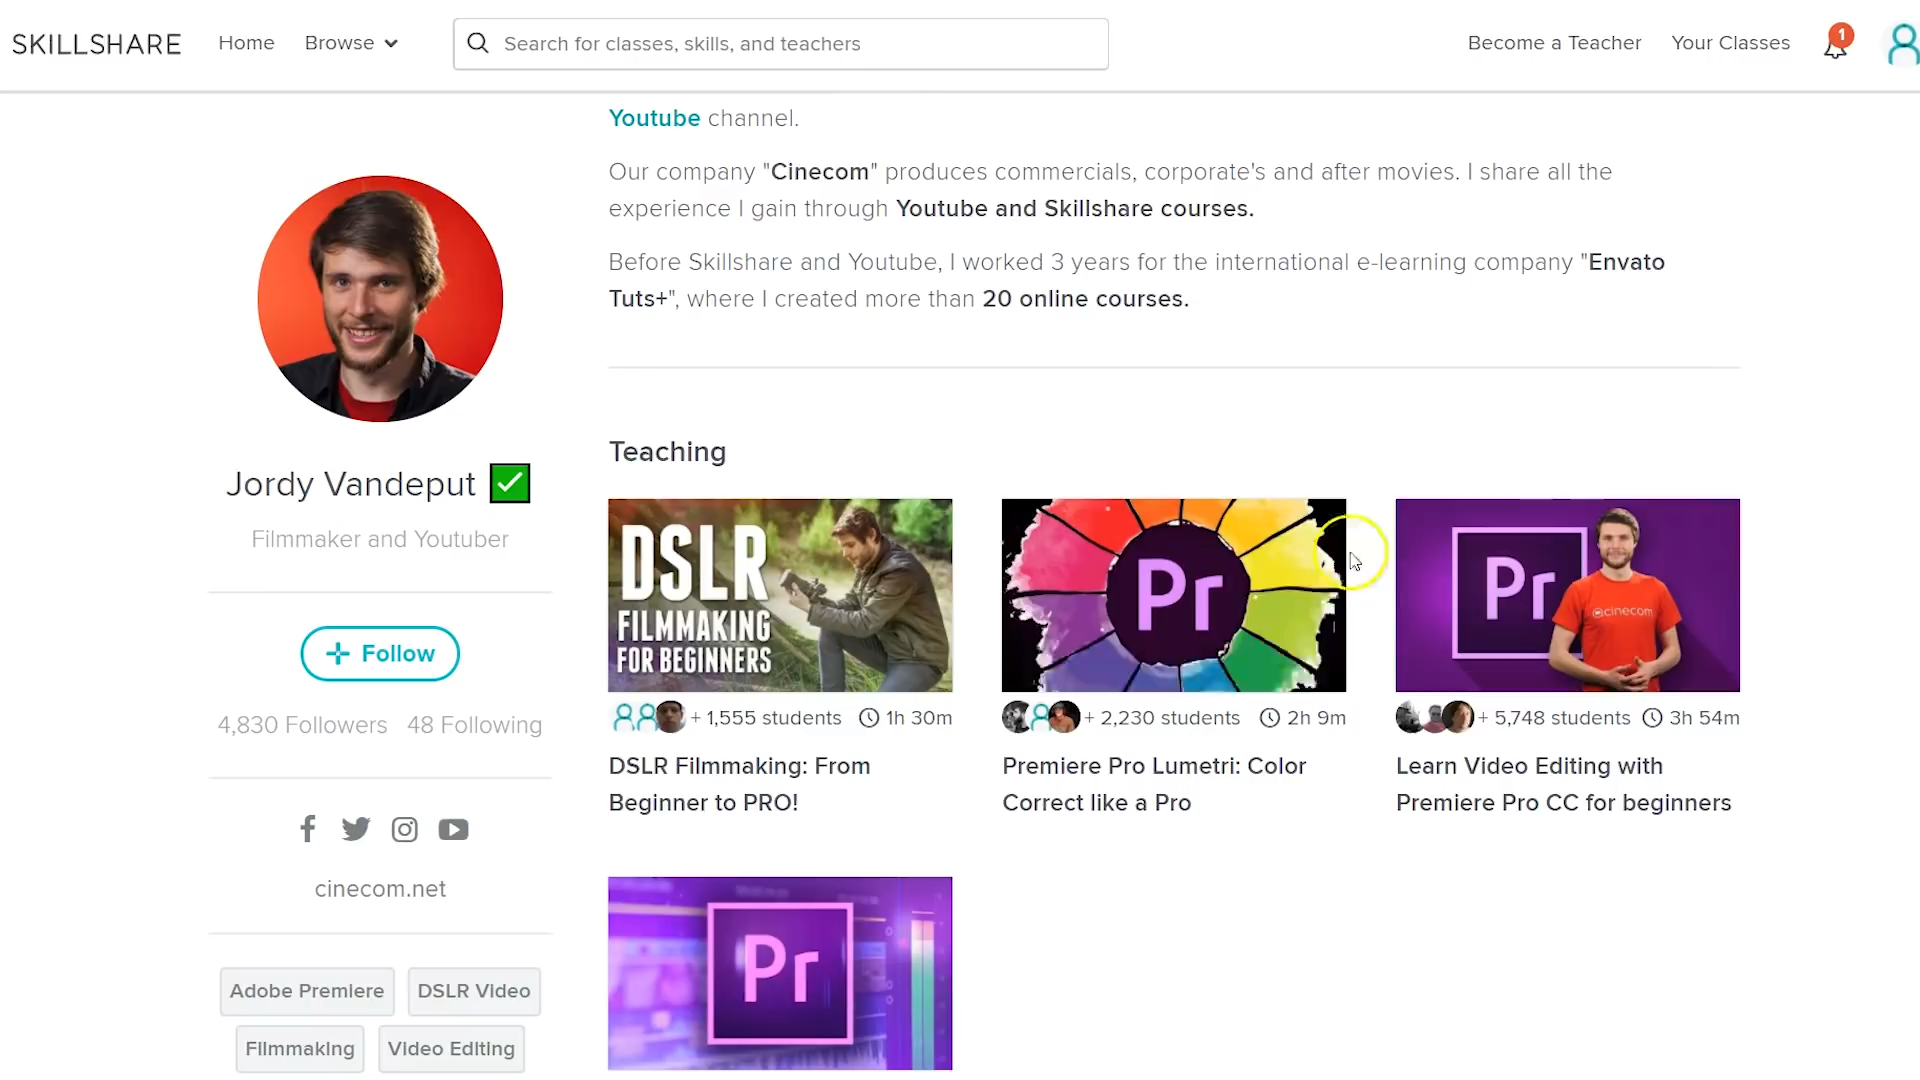 SKILLSHARE
Home
Browse
Search for classes, skills, and teachers
Become a Teacher
Your Classes
1
Youtube channel.
Our company "Cinecom" produces commercials, corporate's and after movies. I share all the
experience I gain through Youtube and Skillshare courses.
Before Skillshare and Youtube, I worked 3 years for the international e-learning company "Envato
Tuts+", where I created more than 20 online courses.
Jordy Vandeput
Filmmaker and Youtuber
Follow
4,830 Followers 48 Following
cinecom.net
Adobe Premiere
DSLR Video
Filmmaking
Video Editing
Teaching
DSLR
FILMMAKING
FOR BEGINNERS
+ 1,555 students 1h 30m
DSLR Filmmaking: From
Beginner to PRO!
Pr
+ 2,230 students 2h 9m
Premiere Pro Lumetri: Color
Correct like a Pro
Pr
cinecom
+ 5,748 students 3h 54m
Learn Video Editing with
Premiere Pro CC for beginners
Pr